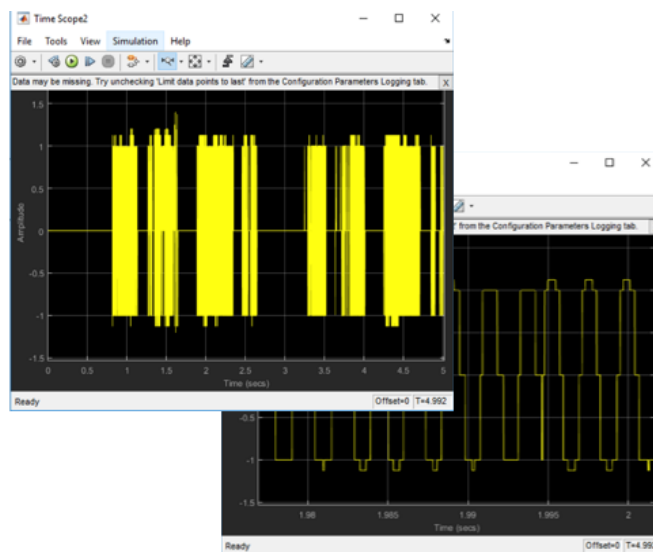 Time Scope2
File Tools View Simulation Help
Data may be missing. Try unchecking 'Limit data points to last' from the Configuration Parameters Logging tab. X
1.5
1
0.5
0
-0.5
-1
-1.5
Amplitude
0 0.5 1 1.5 2 2.5 3 3.5 4 4.5 5
Time (secs)
Ready Offset=0 T=4.992
' from the Configuration Parameters Logging tab.
-0.5
-1
-1.5
1.98 1.985 1.99 1.995 2
Time (secs)
Ready Offset=0 T=4.99